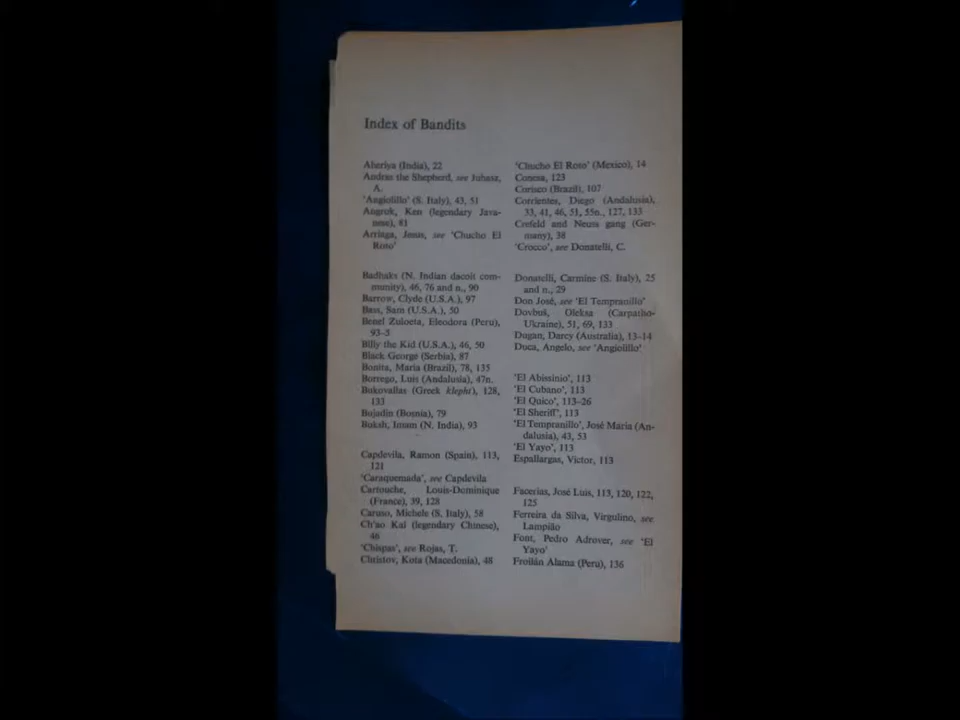 Index of Bandits
Aheriya (India), 22
Andras the Shepherd, see Juhasz,
A.
'Angiolillo' (S. Italy), 43, 51
Angrok, Ken (legendary Java-
nese), 81
Arriaga, Jesus, see 'Chucho El
Roto'
Badhaks (N. Indian dacoit com-
munity), 46, 76 and n., 90
Barrow, Clyde (U.S.A.), 97
Bass, Sam (U.S.A.), 50
Benel Zuloeta, Eleodora (Peru),
93-5
Billy the Kid (U.S.A.), 46, 50
Black George (Serbia), 87
Bonita, Maria (Brazil), 78, 135
Borrego, Luis (Andalusia), 47n.
Bukovallas (Greek klepht), 128,
133
Bujadin (Bosnia), 79
Buksh, Imam (N. India), 93
Capdevila, Ramon (Spain), 113,
121
'Caraquemada', see Capdevila
Cartouche, Louis-Dominique
(France), 39, 128
Caruso, Michele (S. Italy), 58
Ch'ao Kai (legendary Chinese),
46
'Chispas', see Rojas, T.
Christov, Kota (Macedonia), 48
'Chucho El Roto' (Mexico), 14
Conesa, 123
Corisco (Brazil), 107
Corrientes, Diego (Andalusia),
33, 41, 46, 51, 55n., 127, 133
Crefeld and Neuss gang (Ger-
many), 38
'Crocco', see Donatelli, C.
Donatelli, Carmine (S. Italy), 25
and n., 29
Don José, see 'El Tempranillo'
Dovbuš, Oleksa (Carpatho-
Ukraine), 51, 69, 133
Dugan, Darcy (Australia), 13-14
Duca, Angelo, see 'Angiolillo'
'El Abissinio', 113
'El Cubano', 113
'El Quico', 113-26
'El Sheriff', 113
'El Tempranillo', José Maria (An-
dalusia), 43, 53
'El Yayo', 113
Espallargas, Victor, 113
Facerias, José Luis, 113, 120, 122,
125
Ferreira da Silva, Virgulino, see
Lampião
Font, Pedro Adrover, see 'El
Yayo'
Froilán Alama (Peru), 136